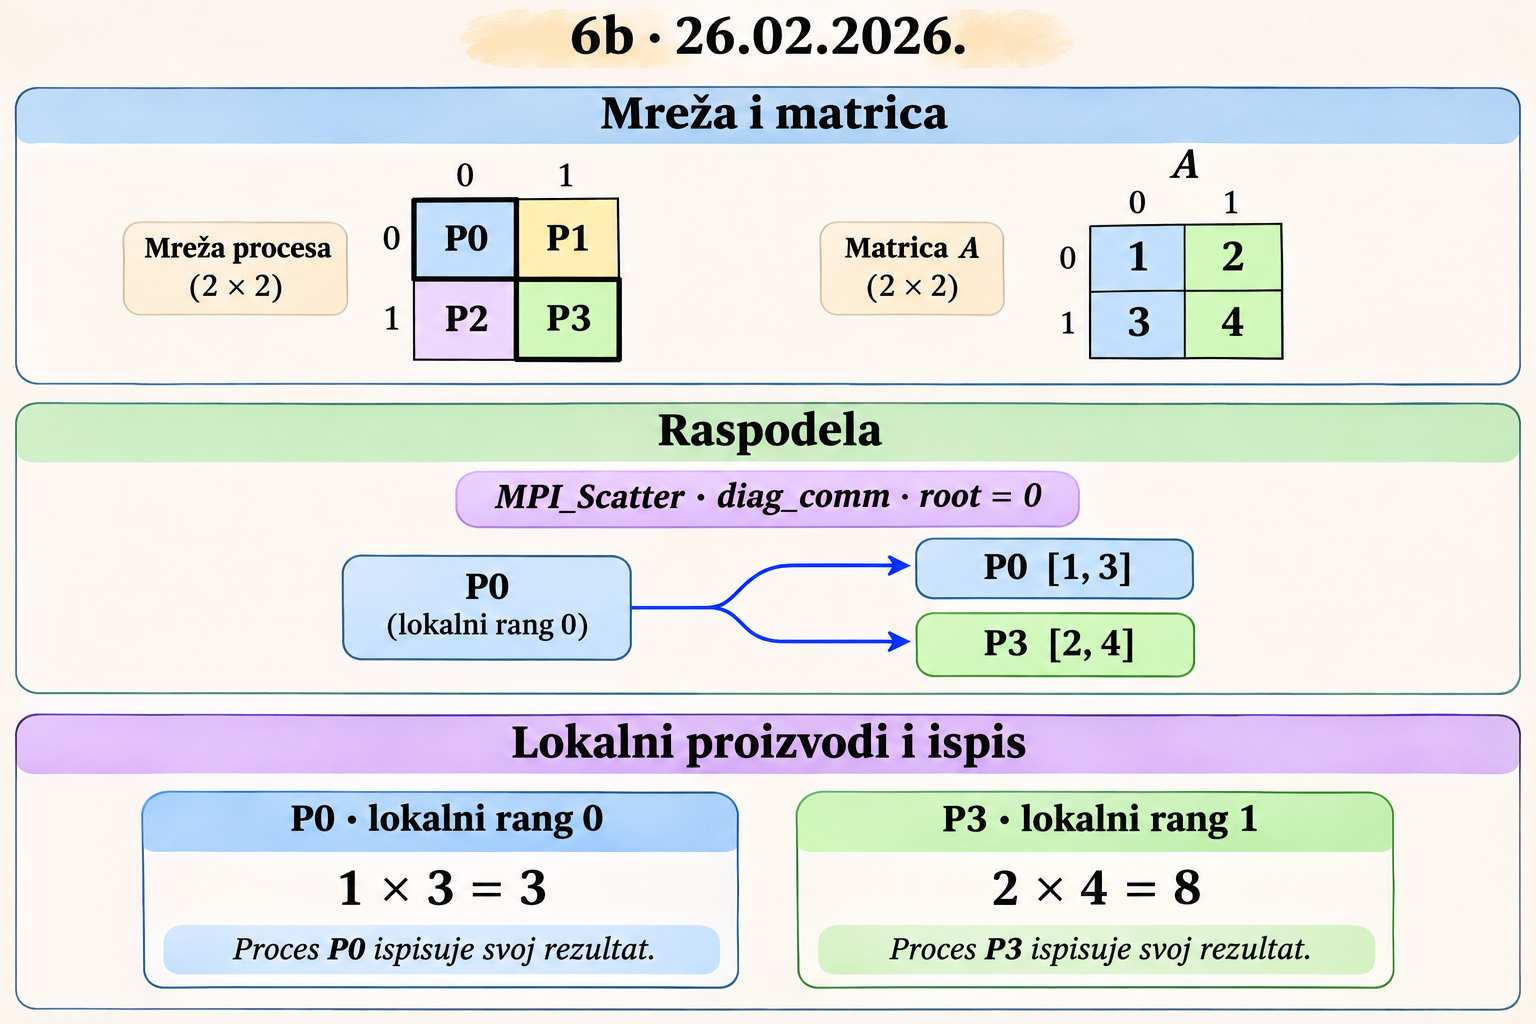 6b · 26.02.2026.
Mreža i matrica
Mreža procesa
(2 × 2)
0 1
0 P0 P1
1 P2 P3
Matrica A
(2 × 2)
A
0 1
0 1 2
1 3 4
Raspodela
MPI_Scatter · diag_comm · root = 0
P0
(lokalni rang 0)
P0 [1, 3]
P3 [2, 4]
Lokalni proizvodi i ispis
P0 · lokalni rang 0
1 × 3 = 3
Proces P0 ispisuje svoj rezultat.
P3 · lokalni rang 1
2 × 4 = 8
Proces P3 ispisuje svoj rezultat.